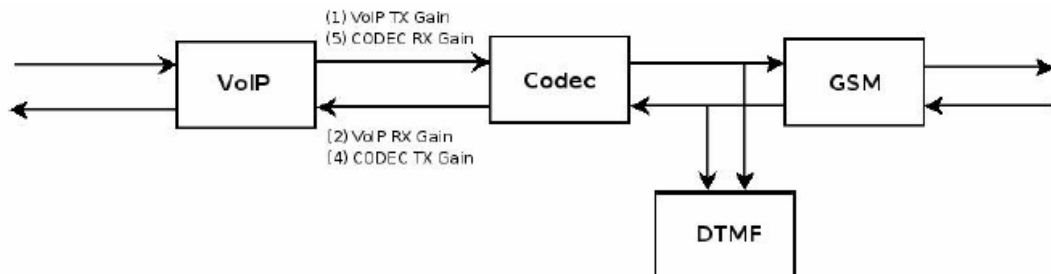 (1) VoIP TX Gain
(5) CODEC RX Gain
VoIP
Codec
GSM
(2) VoIP RX Gain
(4) CODEC TX Gain
DTMF